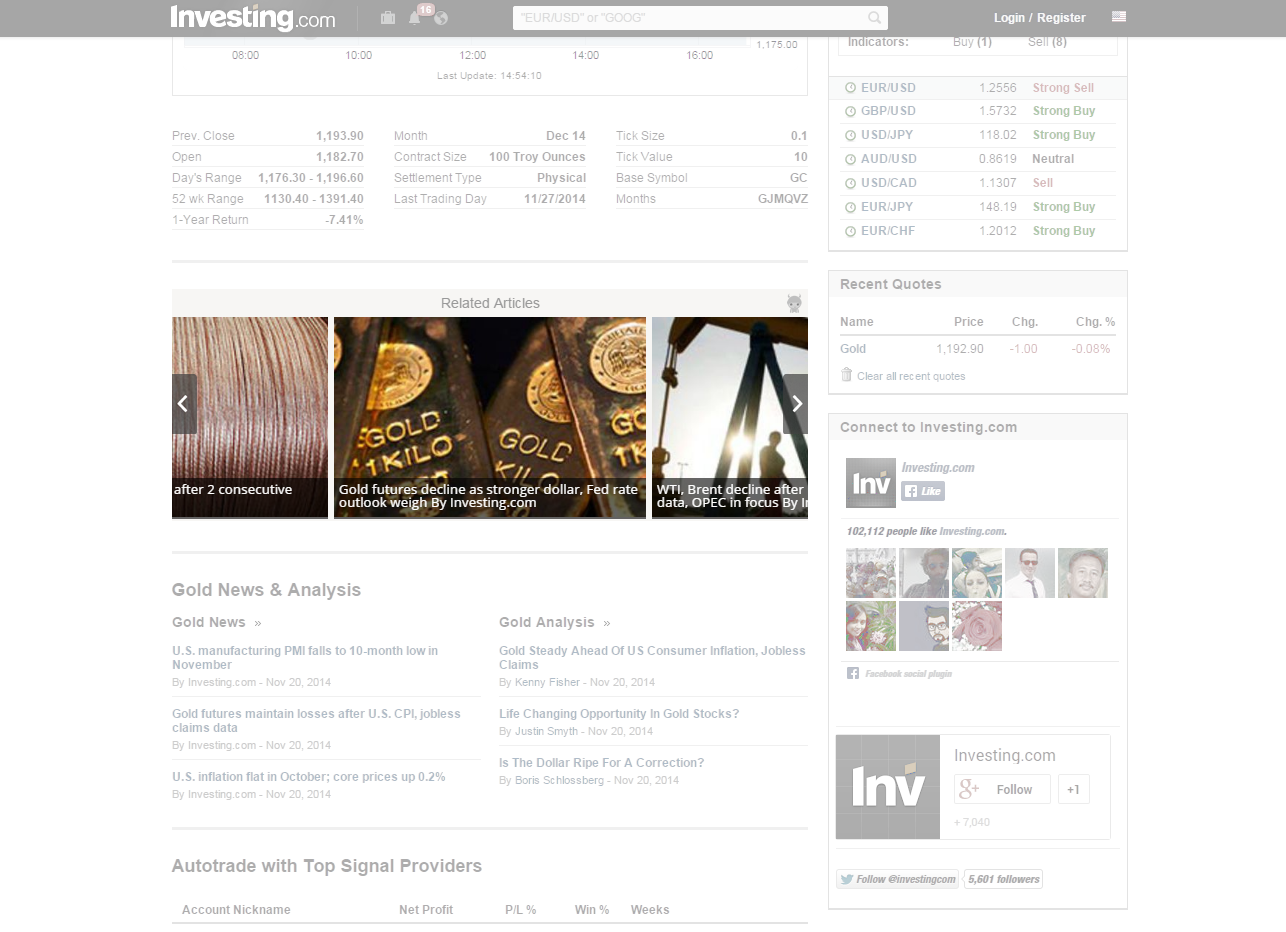 Investing.com
16
"EUR/USD" or "GOOG"
Login / Register
1,175.00
08:00 10:00 12:00 14:00 16:00
Last Update: 14:54:10
Prev. Close 1,193.90
Open 1,182.70
Day's Range 1,176.30 - 1,196.60
52 wk Range 1130.40 - 1391.40
1-Year Return -7.41%
Month Dec 14
Contract Size 100 Troy Ounces
Settlement Type Physical
Last Trading Day 11/27/2014
Tick Size 0.1
Tick Value 10
Base Symbol GC
Months GJMQVZ
Related Articles
after 2 consecutive
GOLD
1 KILO
GOLD
KILO
Gold futures decline as stronger dollar, Fed rate
outlook weigh By Investing.com
WTI, Brent decline after
data, OPEC in focus By I
Gold News & Analysis
Gold News »
U.S. manufacturing PMI falls to 10-month low in
November
By Investing.com - Nov 20, 2014
Gold futures maintain losses after U.S. CPI, jobless
claims data
By Investing.com - Nov 20, 2014
U.S. inflation flat in October; core prices up 0.2%
By Investing.com - Nov 20, 2014
Gold Analysis »
Gold Steady Ahead Of US Consumer Inflation, Jobless
Claims
By Kenny Fisher - Nov 20, 2014
Life Changing Opportunity In Gold Stocks?
By Justin Smyth - Nov 20, 2014
Is The Dollar Ripe For A Correction?
By Boris Schlossberg - Nov 20, 2014
Autotrade with Top Signal Providers
Account Nickname Net Profit P/L % Win % Weeks
Indicators: Buy (1) Sell (8)
EUR/USD 1.2556 Strong Sell
GBP/USD 1.5732 Strong Buy
USD/JPY 118.02 Strong Buy
AUD/USD 0.8619 Neutral
USD/CAD 1.1307 Sell
EUR/JPY 148.19 Strong Buy
EUR/CHF 1.2012 Strong Buy
Recent Quotes
Name Price Chg. Chg. %
Gold 1,192.90 -1.00 -0.08%
Clear all recent quotes
Connect to Investing.com
Inv
Investing.com
Like
102,112 people like Investing.com.
Facebook social plugin
Inv
Investing.com
g+ Follow +1
+ 7,040
Follow @investingcom 5,601 followers